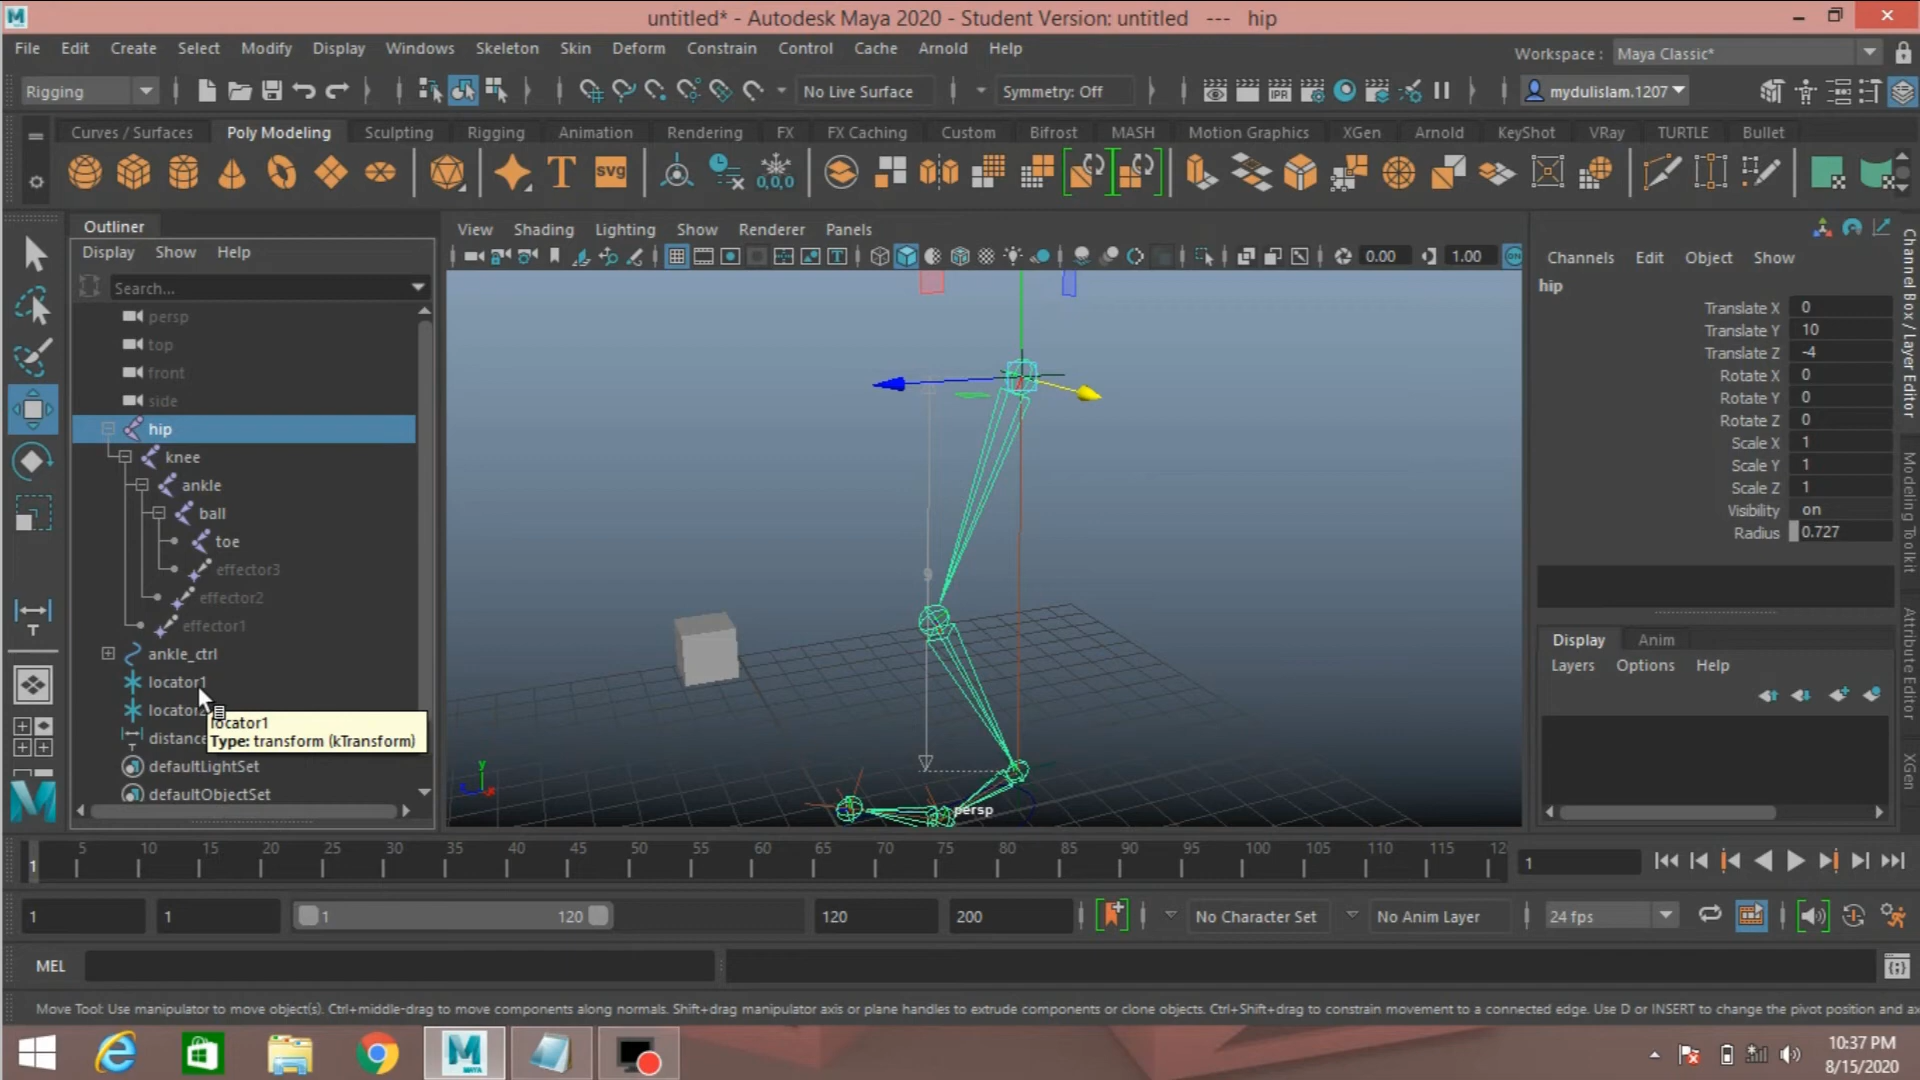 untitled* - Autodesk Maya 2020 - Student Version: untitled --- hip
File Edit Create Select Modify Display Windows Skeleton Skin Deform Constrain Control Cache Arnold Help
Workspace : Maya Classic*
Rigging No Live Surface Symmetry: Off mydulislam.1207
IPR
Curves / Surfaces Poly Modeling Sculpting Rigging Animation Rendering FX FX Caching Custom Bifrost MASH Motion Graphics XGen Arnold KeyShot VRay TURTLE Bullet
T SVG 0,0,0
Outliner
Display Show Help
Search...
persp
top
front
side
hip
knee
ankle
ball
toe
effector3
effector2
effector1
ankle_ctrl
locator1
locator
distance
locator1
Type: transform (kTransform)
defaultLightSet
defaultObjectSet
View Shading Lighting Show Renderer Panels
0.00 1.00 ON
9
y
persp
Channels Edit Object Show
hip
Translate X 0
Translate Y 10
Translate Z -4
Rotate X 0
Rotate Y 0
Rotate Z 0
Scale X 1
Scale Y 1
Scale Z 1
Visibility on
Radius 0.727
Display Anim
Layers Options Help
Channel Box / Layer Editor
Modeling Toolkit
Attribute Editor
XGen
5 10 15 20 25 30 35 40 45 50 55 60 65 70 75 80 85 90 95 100 105 110 115 12
1
1
1 1 1 120 120 200 No Character Set No Anim Layer 24 fps
MEL
Move Tool: Use manipulator to move object(s). Ctrl+middle-drag to move components along normals. Shift+drag manipulator axis or plane handles to extrude components or clone objects. Ctrl+Shift+drag to constrain movement to a connected edge. Use D or INSERT to change the pivot position and ax
MAYA
10:37 PM
8/15/2020